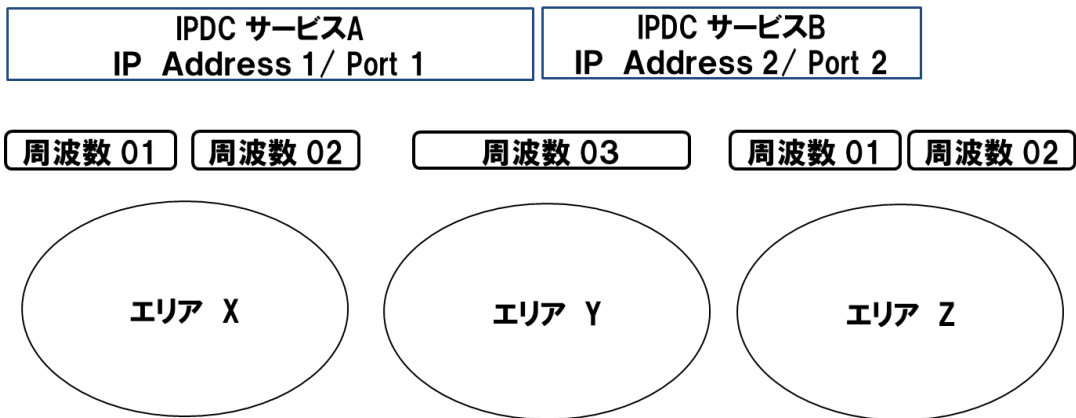 IPDC サービスA
IP Address 1/ Port 1
IPDC サービスB
IP Address 2/ Port 2
周波数 01
周波数 02
周波数 03
周波数 01
周波数 02
エリア X
エリア Y
エリア Z